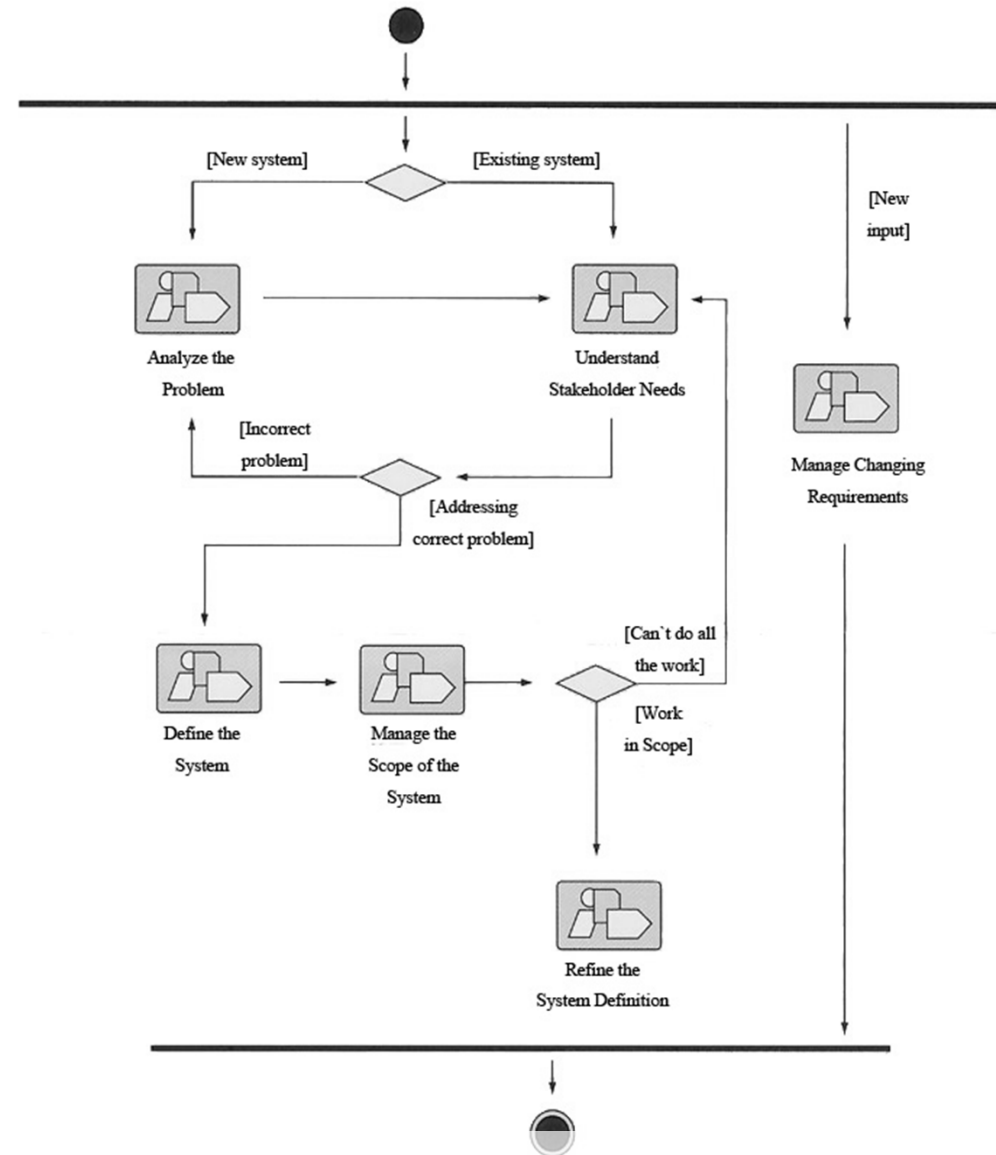 [New system]
[Existing system]
[New
input]
Analyze the
Problem
Understand
Stakeholder Needs
Manage Changing
Requirements
[Incorrect
problem]
[Addressing
correct problem]
[Can`t do all
the work]
[Work
in Scope]
Define the
System
Manage the
Scope of the
System
Refine the
System Definition